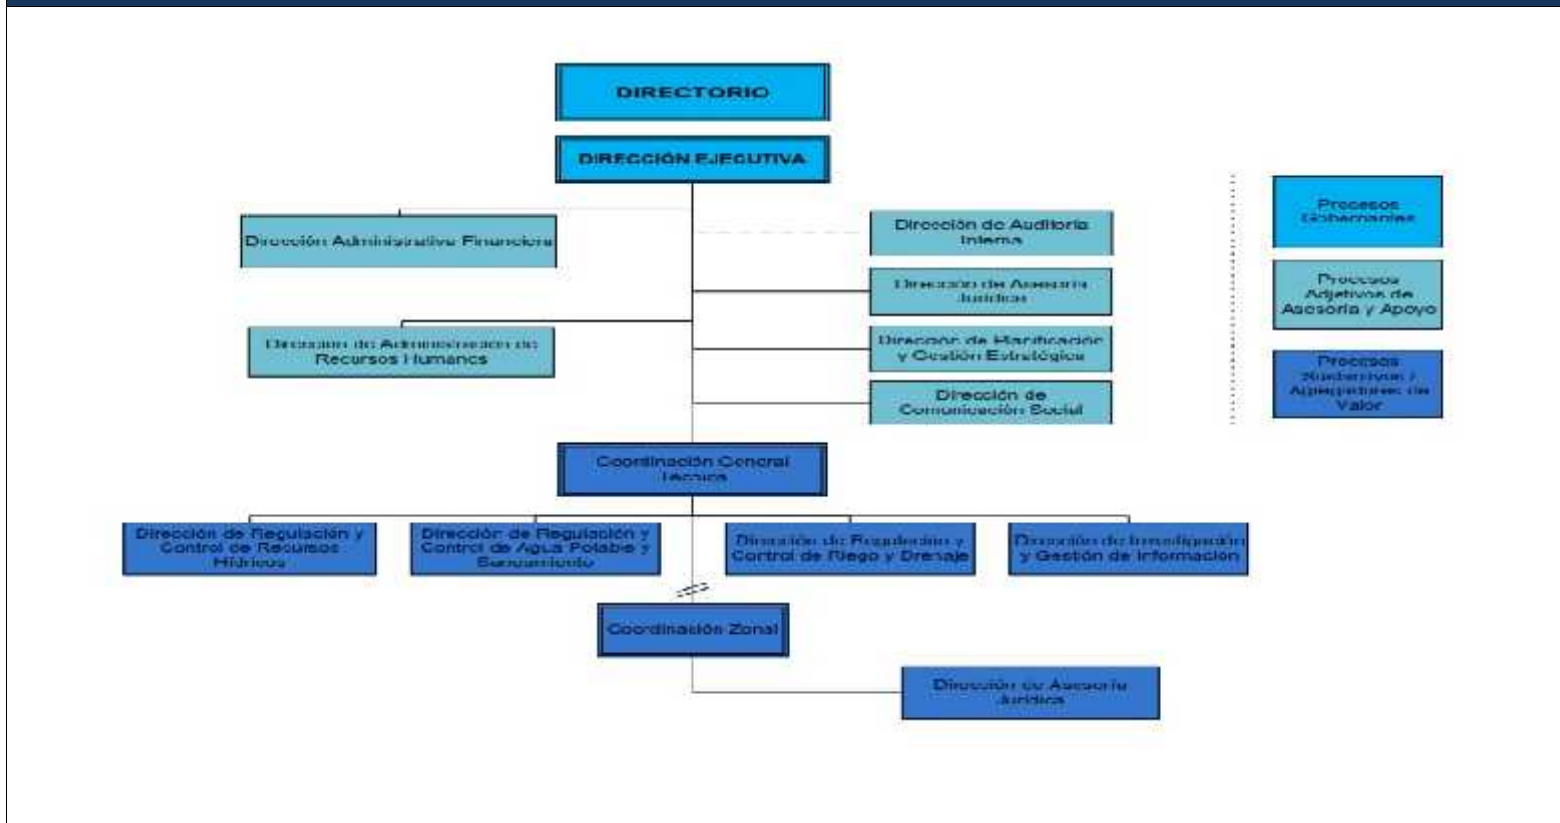 DIRECTORIO
DIRECCIÓN EJECUTIVA
Dirección Administrativa Financiera
Dirección de Auditoría
Interna
Dirección de Asesoría
Jurídica
Dirección de Administración de
Recursos Humanos
Dirección de Planificación
y Gestión Estratégica
Dirección de
Comunicación Social
Procesos
Gobernantes
Procesos
Adjetivos de
Asesoría y Apoyo
Procesos
Sustantivos /
Agregadores de
Valor
Coordinación General
Técnica
Dirección de Regulación y
Control de Recursos
Hídricos
Dirección de Regulación y
Control de Agua Potable y
Saneamiento
Dirección de Regulación y
Control de Riego y Drenaje
Dirección de Investigación
y Gestión de Información
Coordinación Zonal
Dirección de Asesoría
Jurídica